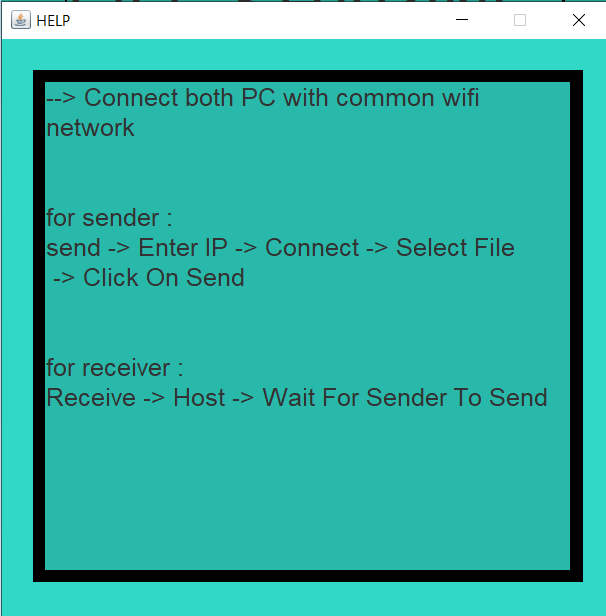 HELP
--> Connect both PC with common wifi
network
for sender :
send -> Enter IP -> Connect -> Select File
-> Click On Send
for receiver :
Receive -> Host -> Wait For Sender To Send